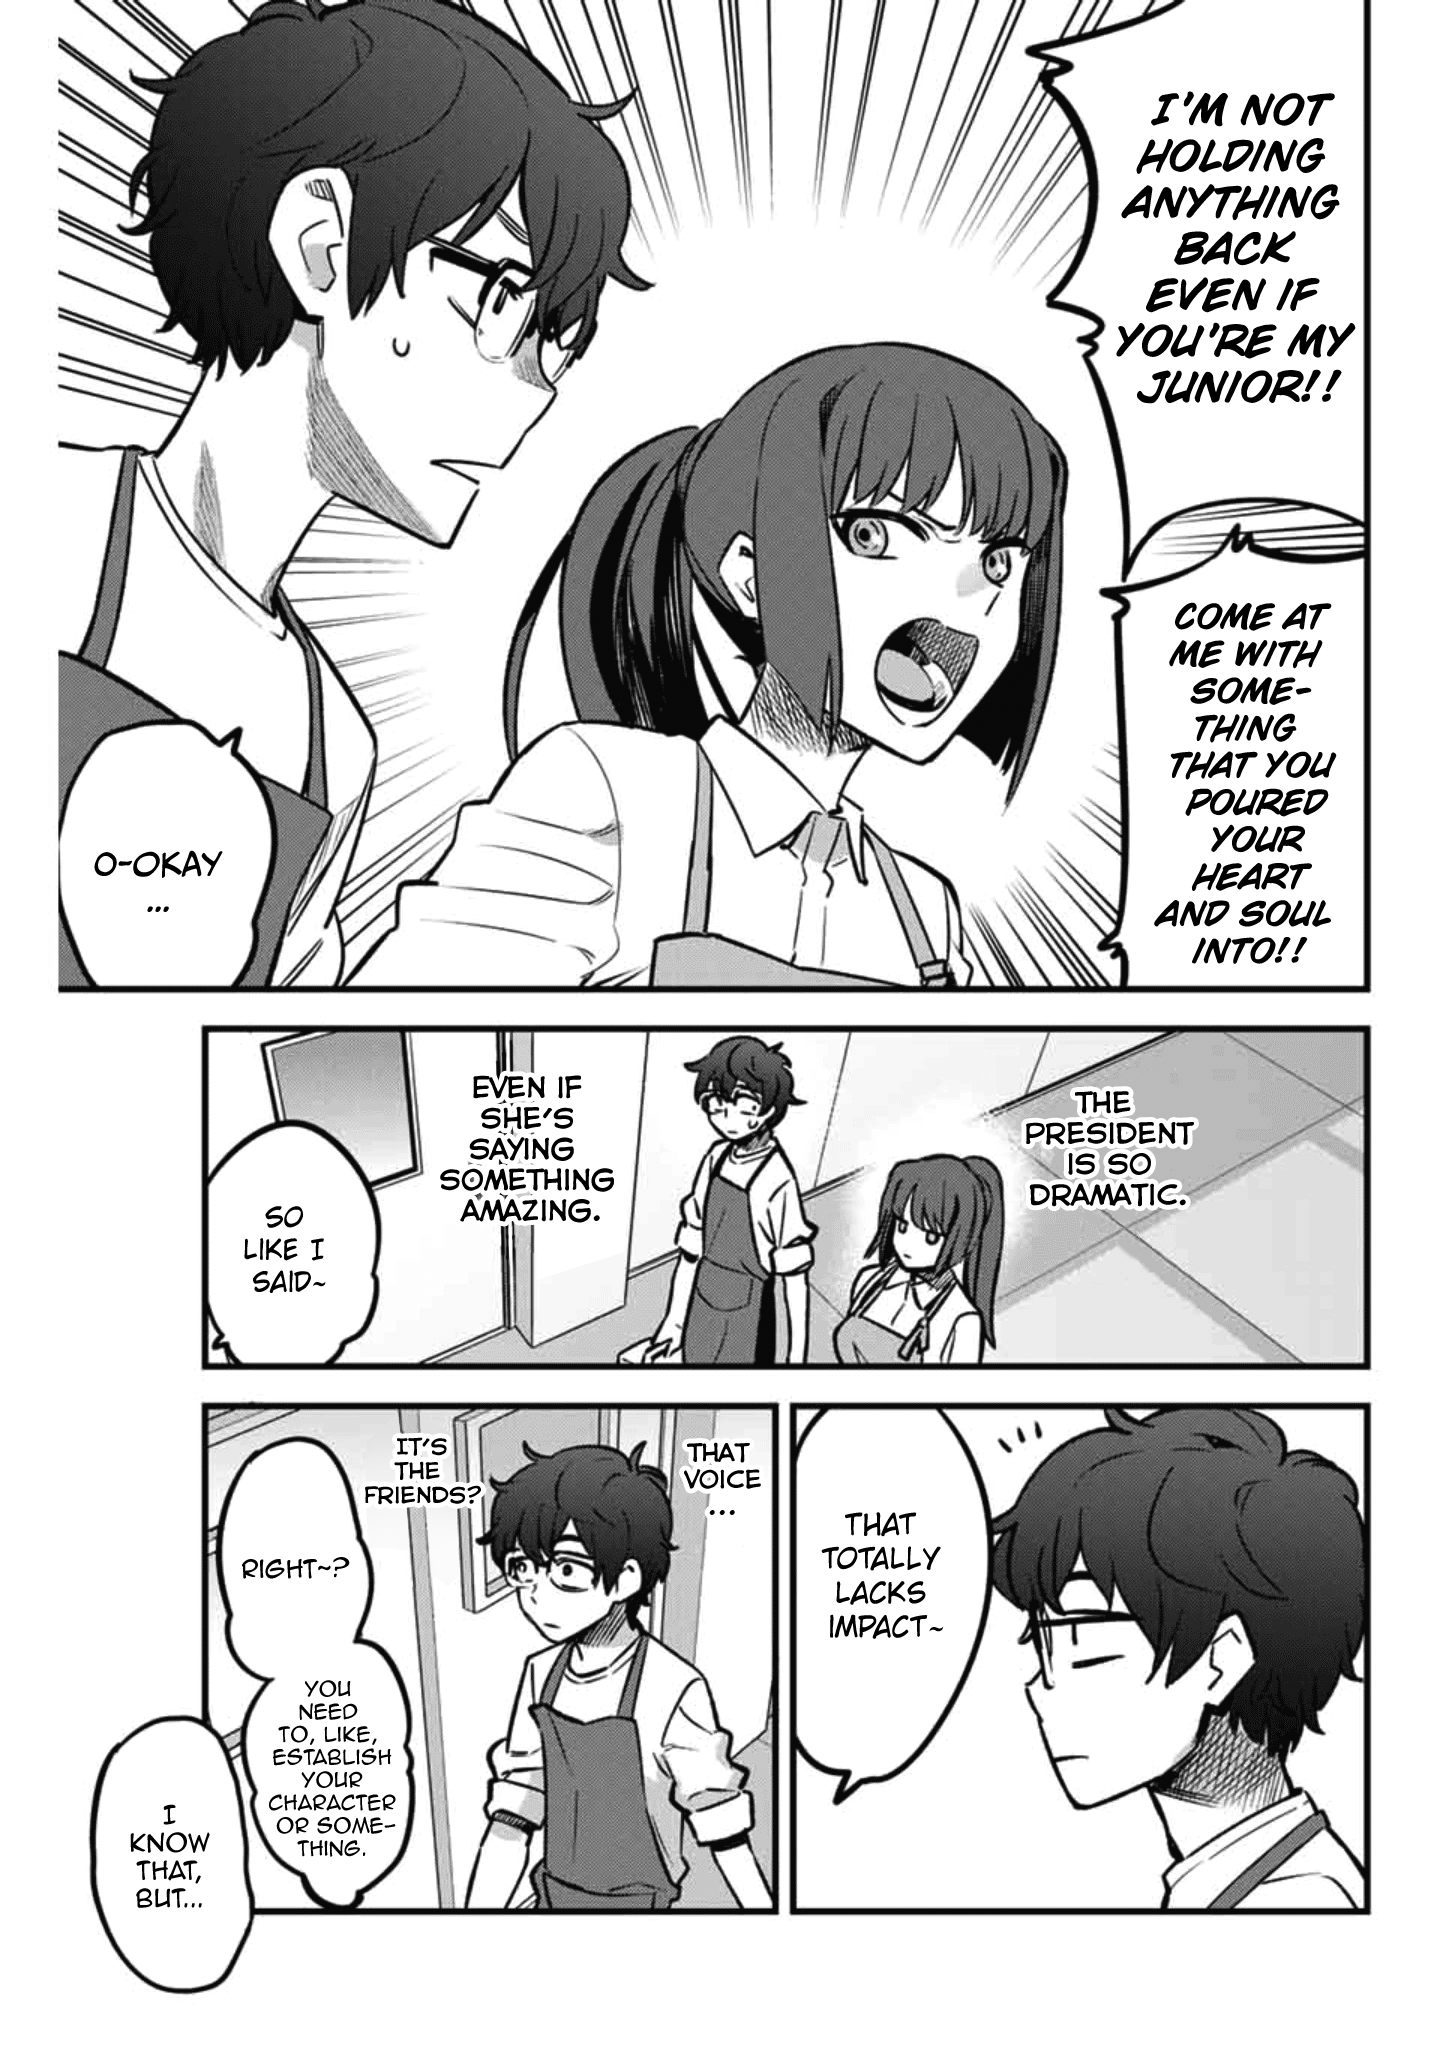 I'M NOT
HOLDING
ANYTHING
BACK
EVEN IF
YOU'RE MY
JUNIOR!!
COME AT
ME WITH
SOME-
THING
THAT YOU
POURED
YOUR
HEART
AND SOUL
INTO!!
O-OKAY
...
THE
PRESIDENT
IS SO
DRAMATIC.
EVEN IF
SHE'S
SAYING
SOMETHING
AMAZING.
SO
LIKE I
SAID~
THAT
TOTALLY
LACKS
IMPACT~
THAT
VOICE
...
IT'S
THE
FRIENDS?
RIGHT~?
YOU
NEED
TO, LIKE,
ESTABLISH
YOUR
CHARACTER
OR SOME-
THING.
I
KNOW
THAT,
BUT...